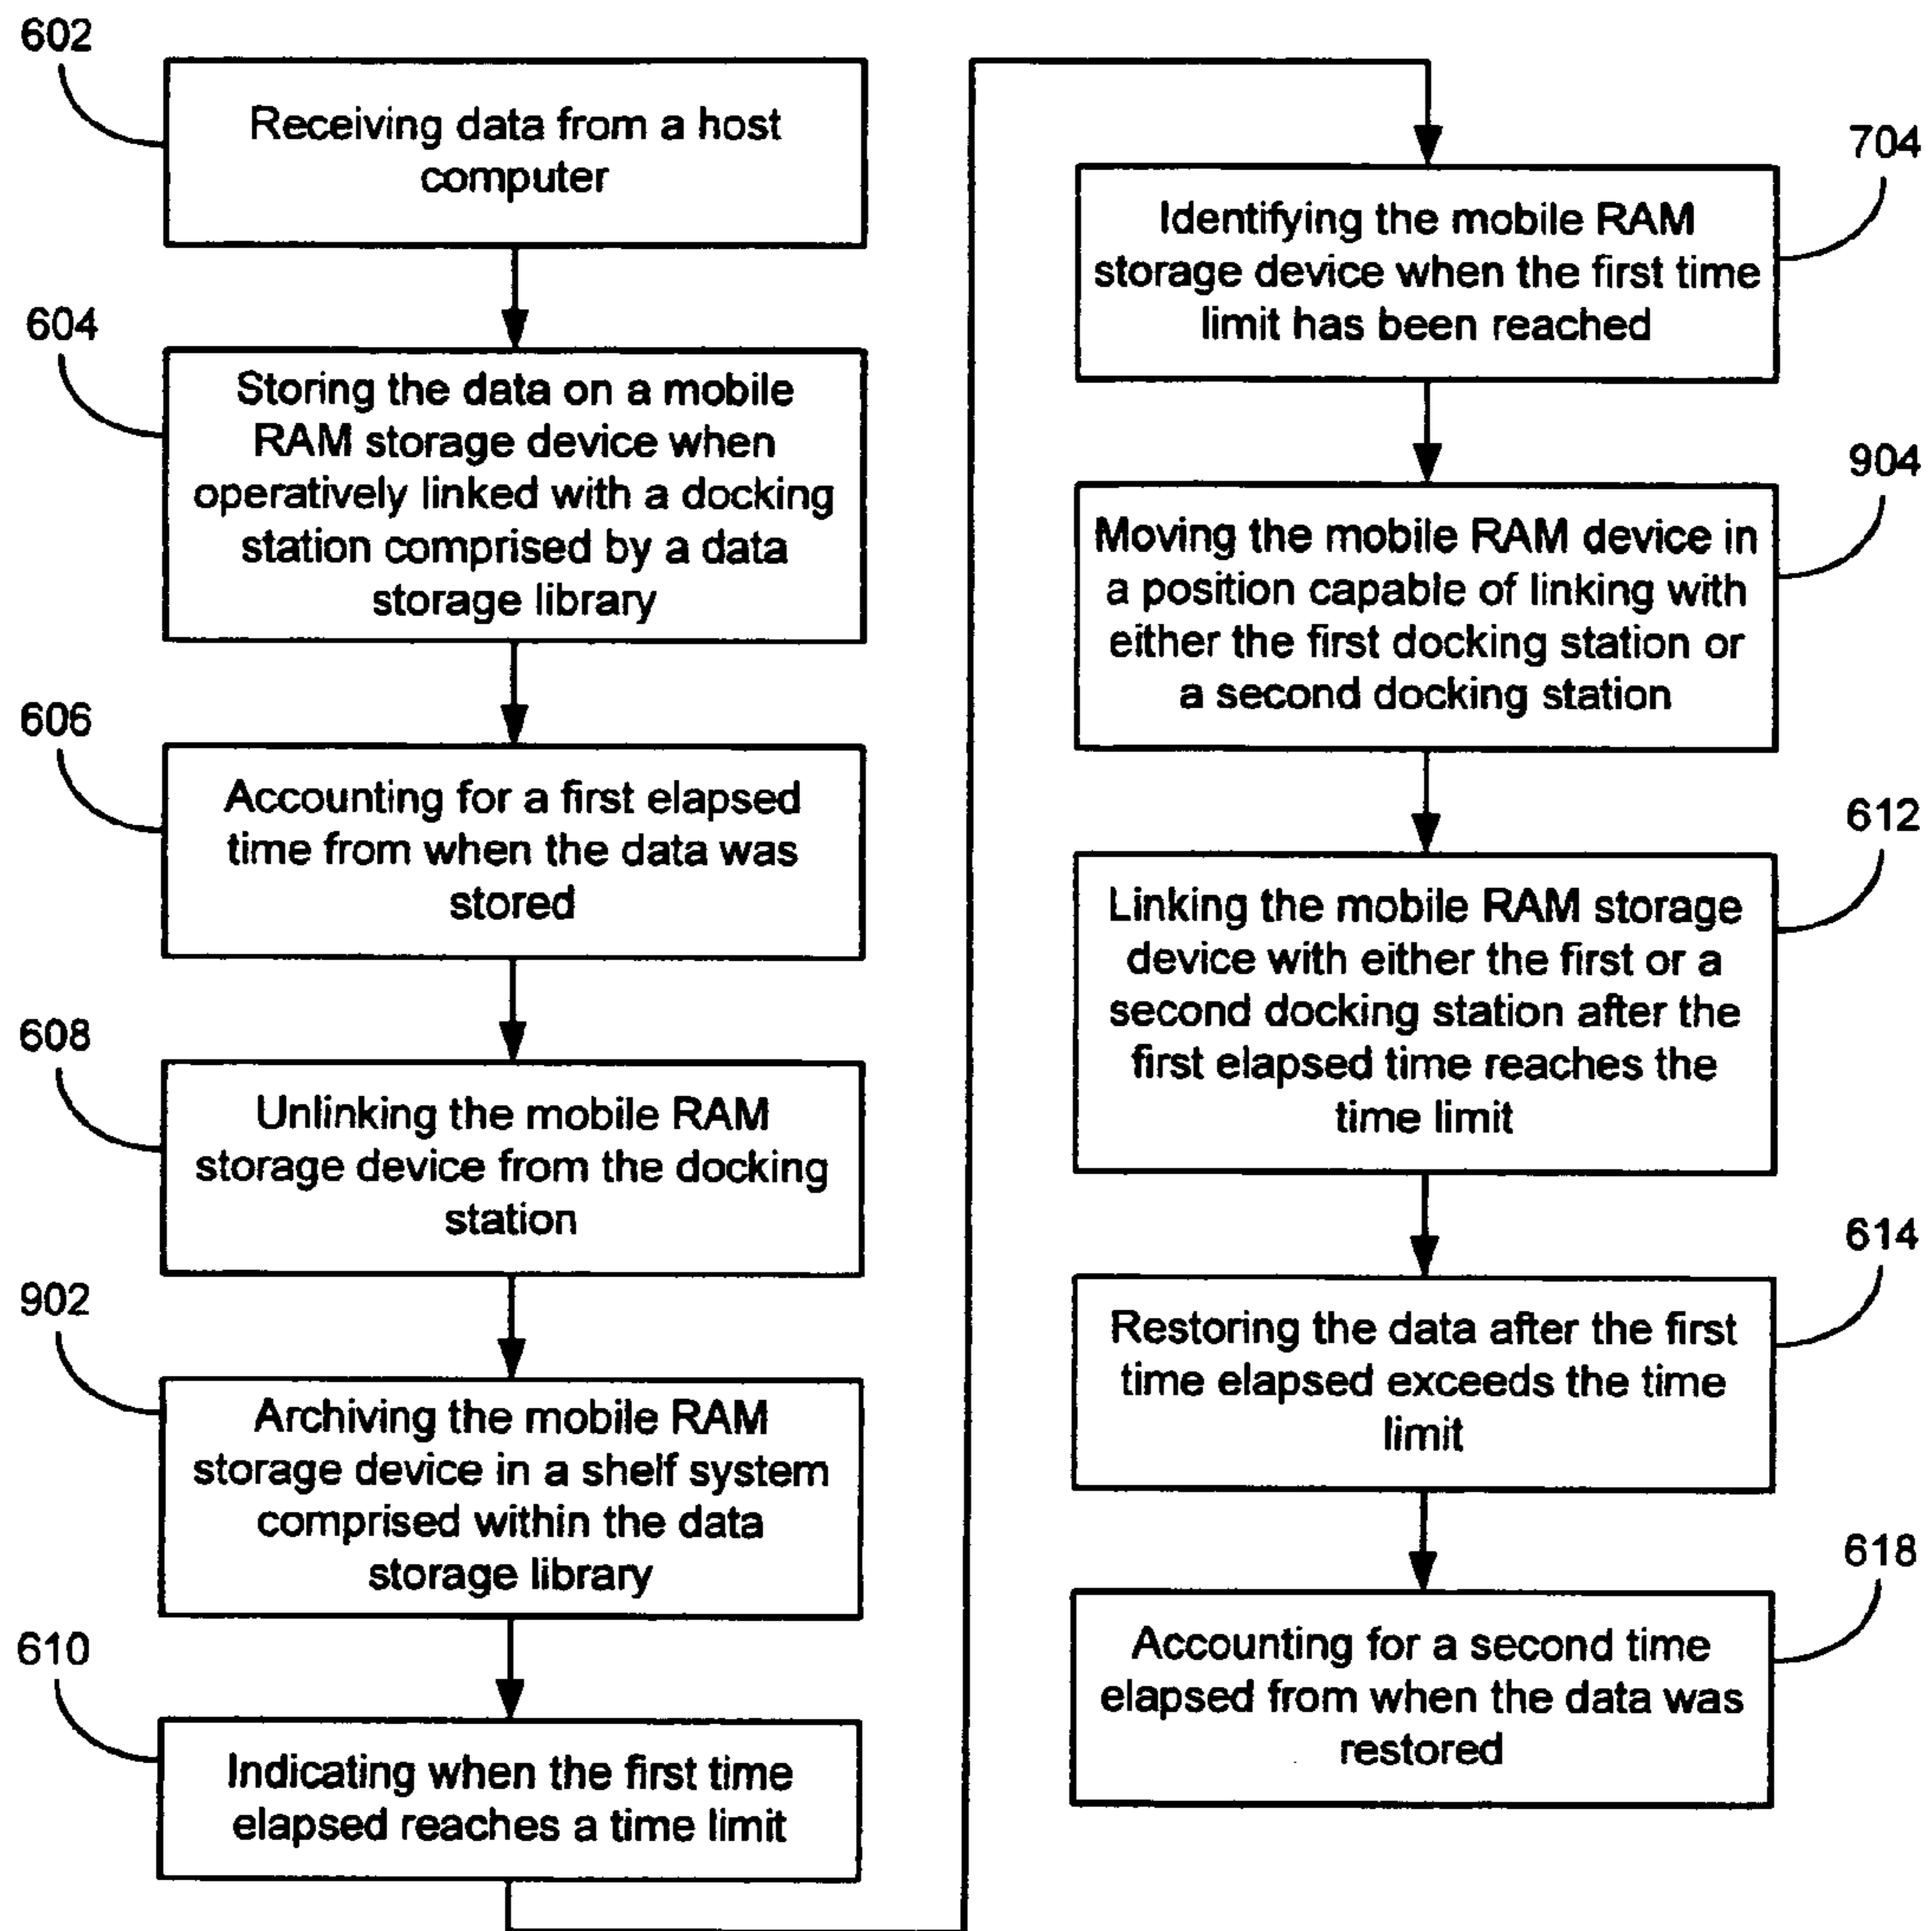 602
Receiving data from a host
computer
604
Storing the data on a mobile
RAM storage device when
operatively linked with a docking
station comprised by a data
storage library
606
Accounting for a first elapsed
time from when the data was
stored
608
Unlinking the mobile RAM
storage device from the docking
station
902
Archiving the mobile RAM
storage device in a shelf system
comprised within the data
storage library
610
Indicating when the first time
elapsed reaches a time limit
704
Identifying the mobile RAM
storage device when the first time
limit has been reached
904
Moving the mobile RAM device in
a position capable of linking with
either the first docking station or
a second docking station
612
Linking the mobile RAM storage
device with either the first or a
second docking station after the
first elapsed time reaches the
time limit
614
Restoring the data after the first
time elapsed exceeds the time
limit
618
Accounting for a second time
elapsed from when the data was
restored